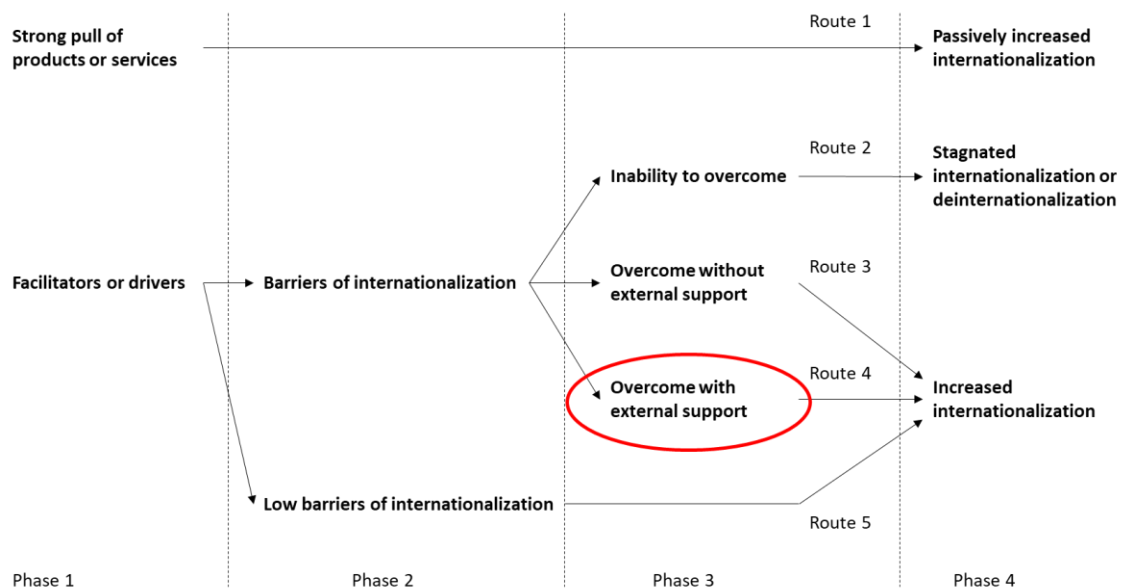 Route 1
Strong pull of
products or services
Passively increased
internationalization
Route 2
Inability to overcome
Stagnated
internationalization or
deinternationalization
Facilitators or drivers
Barriers of internationalization
Overcome without
external support
Route 3
Overcome with
external support
Route 4
Increased
internationalization
Low barriers of internationalization
Route 5
Phase 1
Phase 2
Phase 3
Phase 4